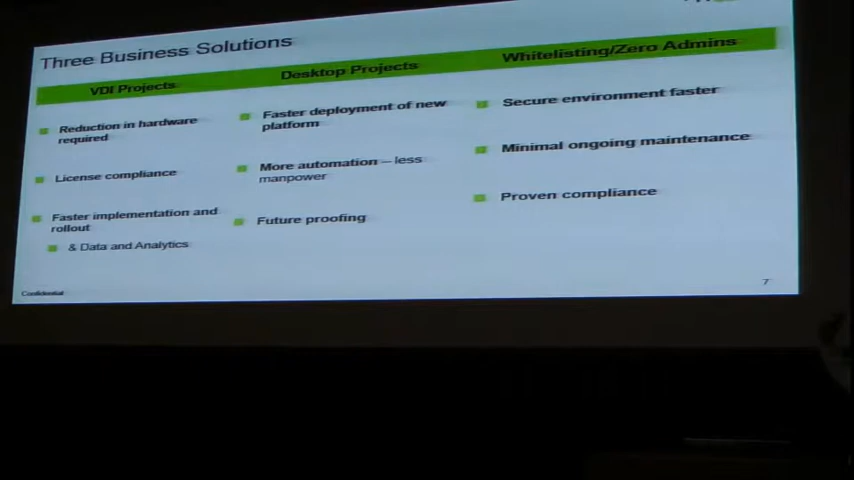 Three Business Solutions
VDI Projects
Desktop Projects
Whitelisting/Zero Admins
Reduction in hardware
required
License compliance
Faster implementation and
rollout
& Data and Analytics
Faster deployment of new
platform
More automation – less
manpower
Future proofing
Secure environment faster
Minimal ongoing maintenance
Proven compliance
Confidential
7